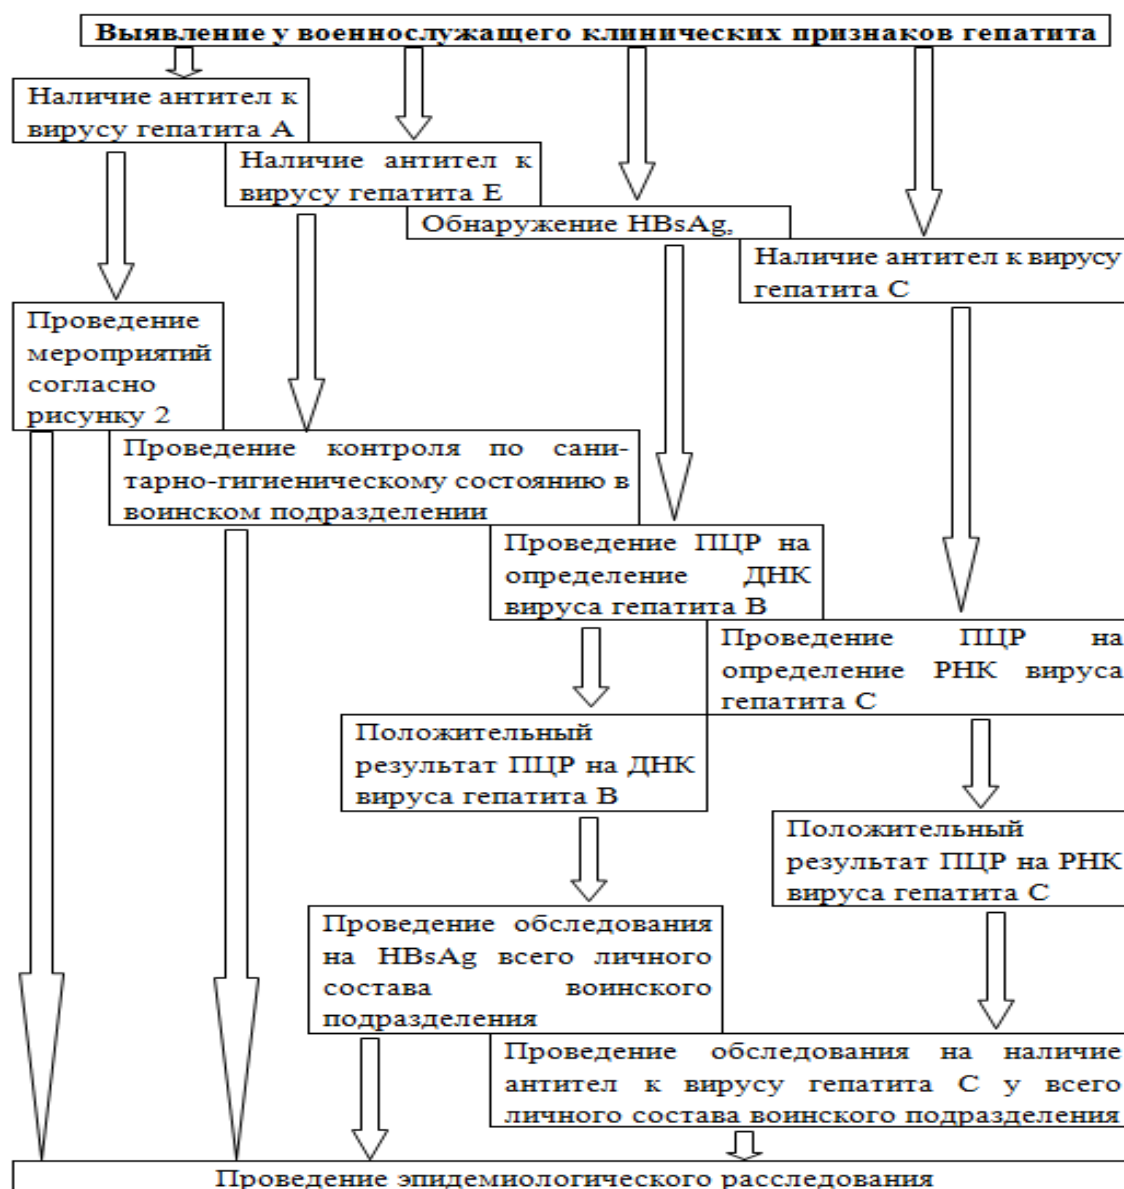 Выявление у военнослужащего клинических признаков гепатита
Наличие антител к
вирусу гепатита А
Наличие антител к
вирусу гепатита Е
Обнаружение HBsAg,
Наличие антител к вирусу
гепатита С
Проведение
мероприятий
согласно
рисунку 2
Проведение контроля по сани-
тарно-гигиеническому состоянию в
воинском подразделении
Проведение ПЦР на
определение ДНК
вируса гепатита В
Проведение ПЦР на
определение РНК вируса
гепатита С
Положительный
результат ПЦР на ДНК
вируса гепатита В
Положительный
результат ПЦР на РНК
вируса гепатита С
Проведение обследования
на HBsAg всего личного
состава воинского
подразделения
Проведение обследования на наличие
антител к вирусу гепатита С у всего
личного состава воинского подразделения
Проведение эпидемиологического расследования